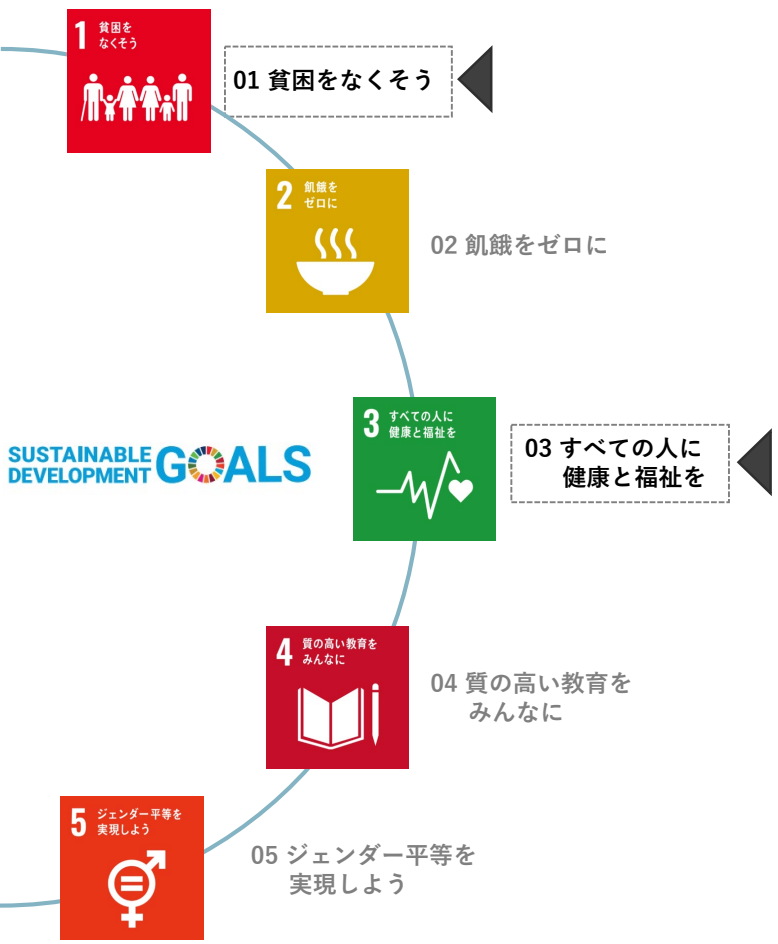 1 貧困を
なくそう
01 貧困をなくそう
2 飢餓を
ゼロに
02 飢餓をゼロに
3 すべての人に
健康と福祉を
03 すべての人に
健康と福祉を
SUSTAINABLE
DEVELOPMENT
GOALS
4 質の高い教育を
みんなに
04 質の高い教育を
みんなに
5 ジェンダー平等を
実現しよう
05 ジェンダー平等を
実現しよう